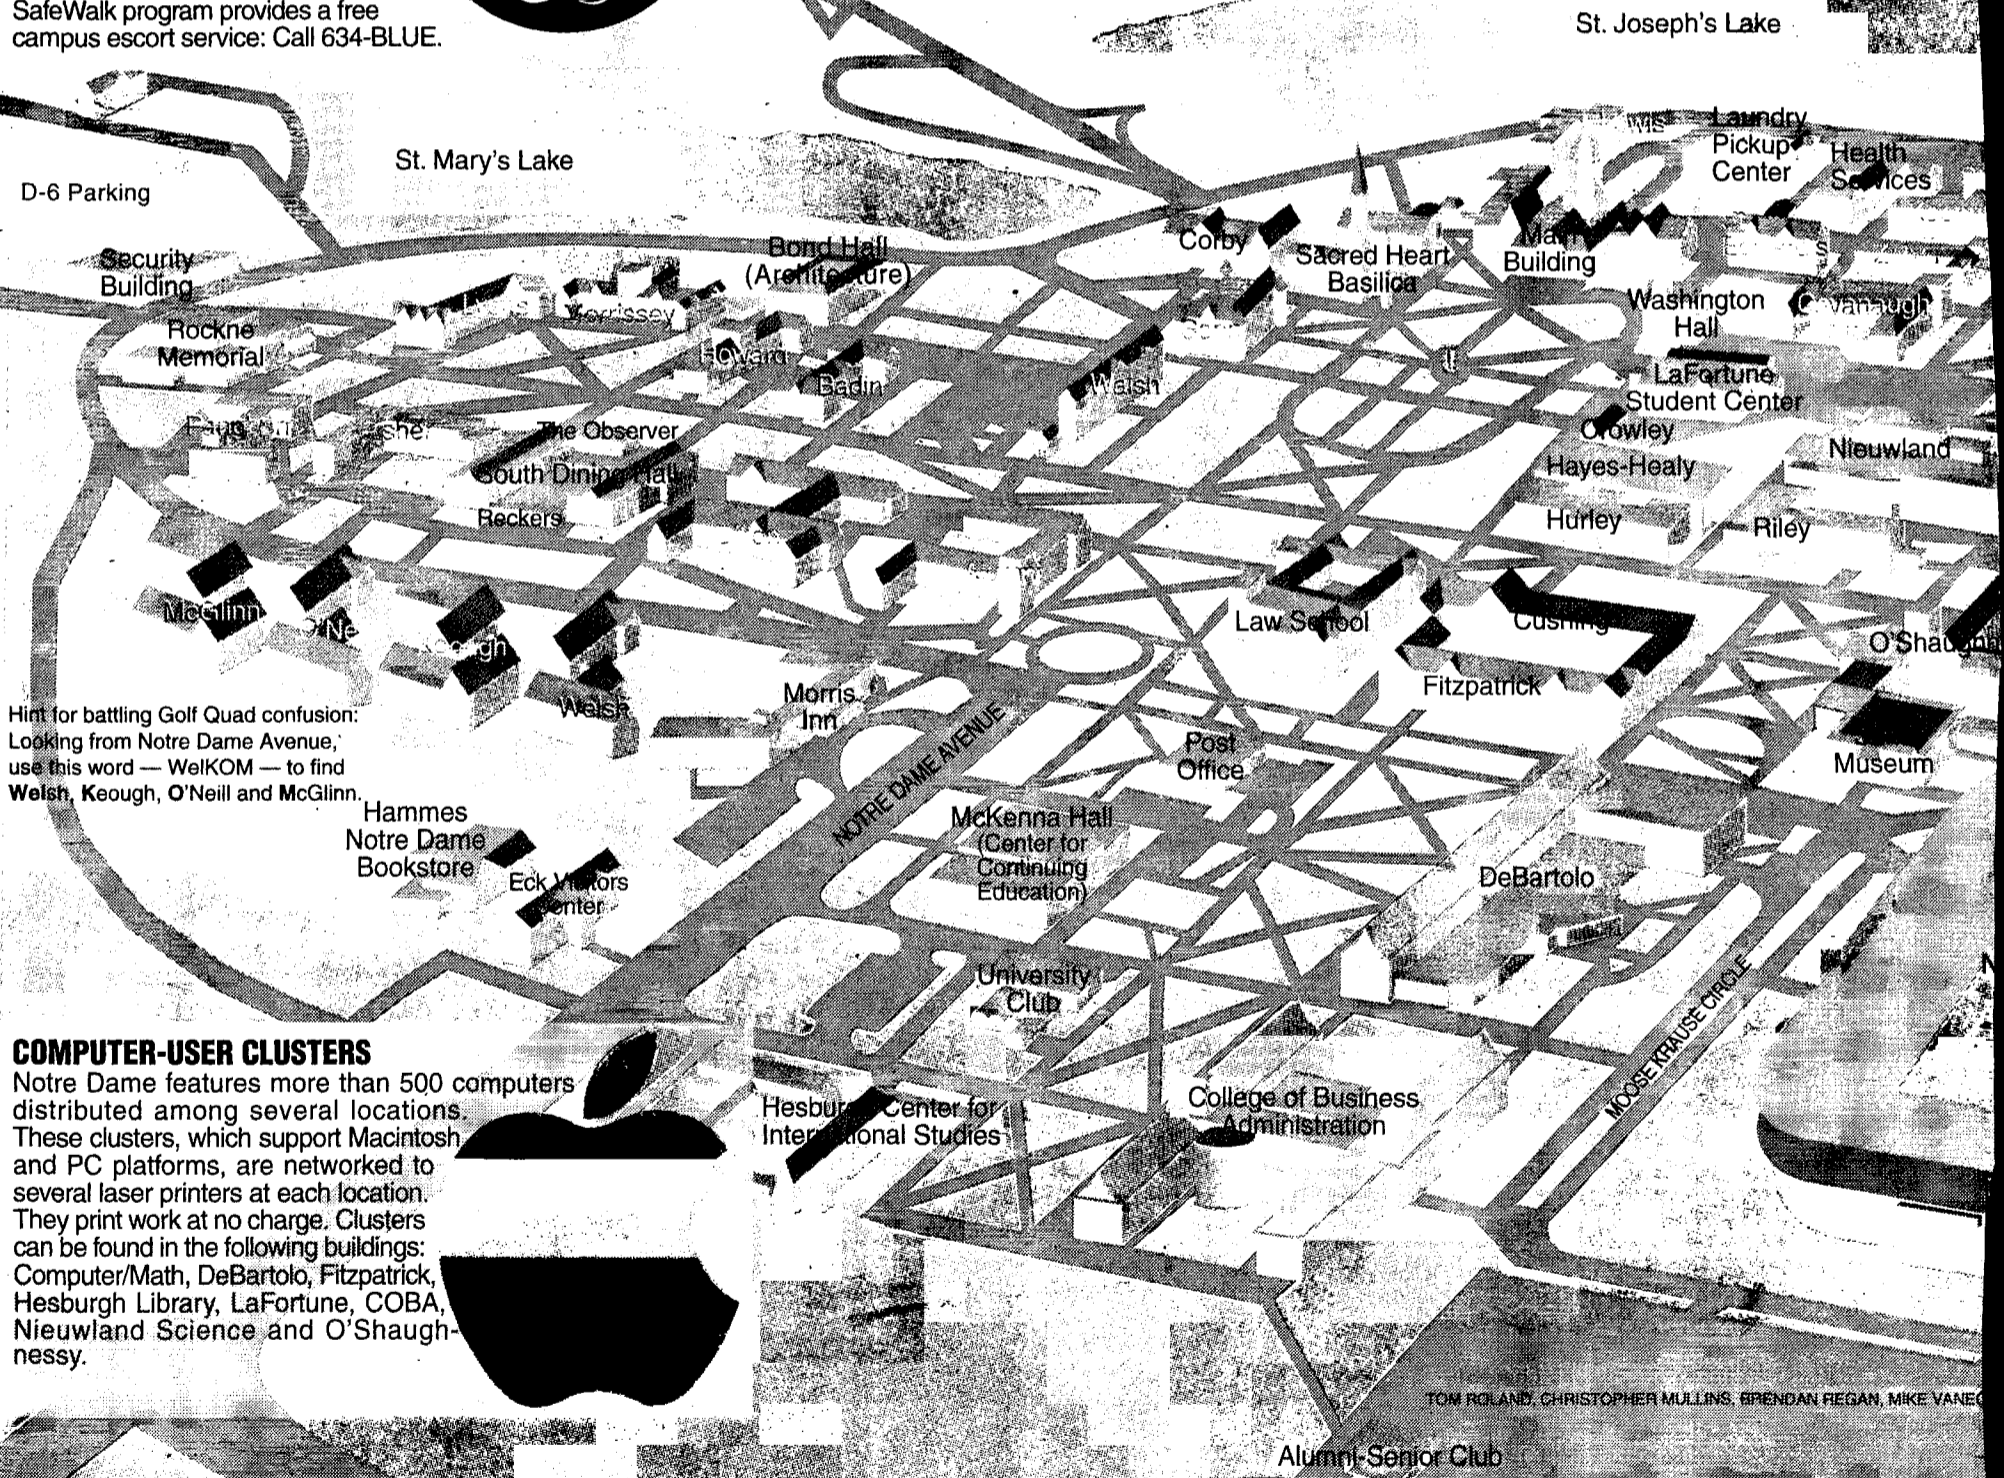 SafeWalk program provides a free
campus escort service: Call 634-BLUE.
St. Joseph's Lake
St. Mary's Lake
D-6 Parking
Laundry
Pickup
Center
Health
Services
Security
Building
Bond Hall
(Architecture)
Corby
Sacred Heart
Basilica
Main
Building
Washington
Hall
Cavanaugh
Rockne
Memorial
Morrissey
Howard
Badin
Walsh
LaFortune
Student Center
Crowley
Nieuwland
Hayes-Healy
Hurley
Riley
The Observer
South Dining Hall
Reckers
McGlinn
Welsh
Law School
Cushing
Fitzpatrick
Morris
Inn
Post
Office
Museum
NOTRE DAME AVENUE
Hint for battling Golf Quad confusion:
Looking from Notre Dame Avenue,
use this word — WelKOM — to find
Welsh, Keough, O'Neill and McGlinn.
Hammes
Notre Dame
Bookstore
Eck Visitors
Center
McKenna Hall
(Center for
Continuing
Education)
DeBartolo
University
Club
MOOSE KRAUSE CIRCLE
Hesburgh Center for
International Studies
College of Business
Administration
COMPUTER-USER CLUSTERS
Notre Dame features more than 500 computers
distributed among several locations.
These clusters, which support Macintosh
and PC platforms, are networked to
several laser printers at each location.
They print work at no charge. Clusters
can be found in the following buildings:
Computer/Math, DeBartolo, Fitzpatrick,
Hesburgh Library, LaFortune, COBA,
Nieuwland Science and O'Shaugh-
nessy.
TOM ROLAND, CHRISTOPHER MULLINS, BRENDAN REGAN, MIKE
Alumni-Senior Club